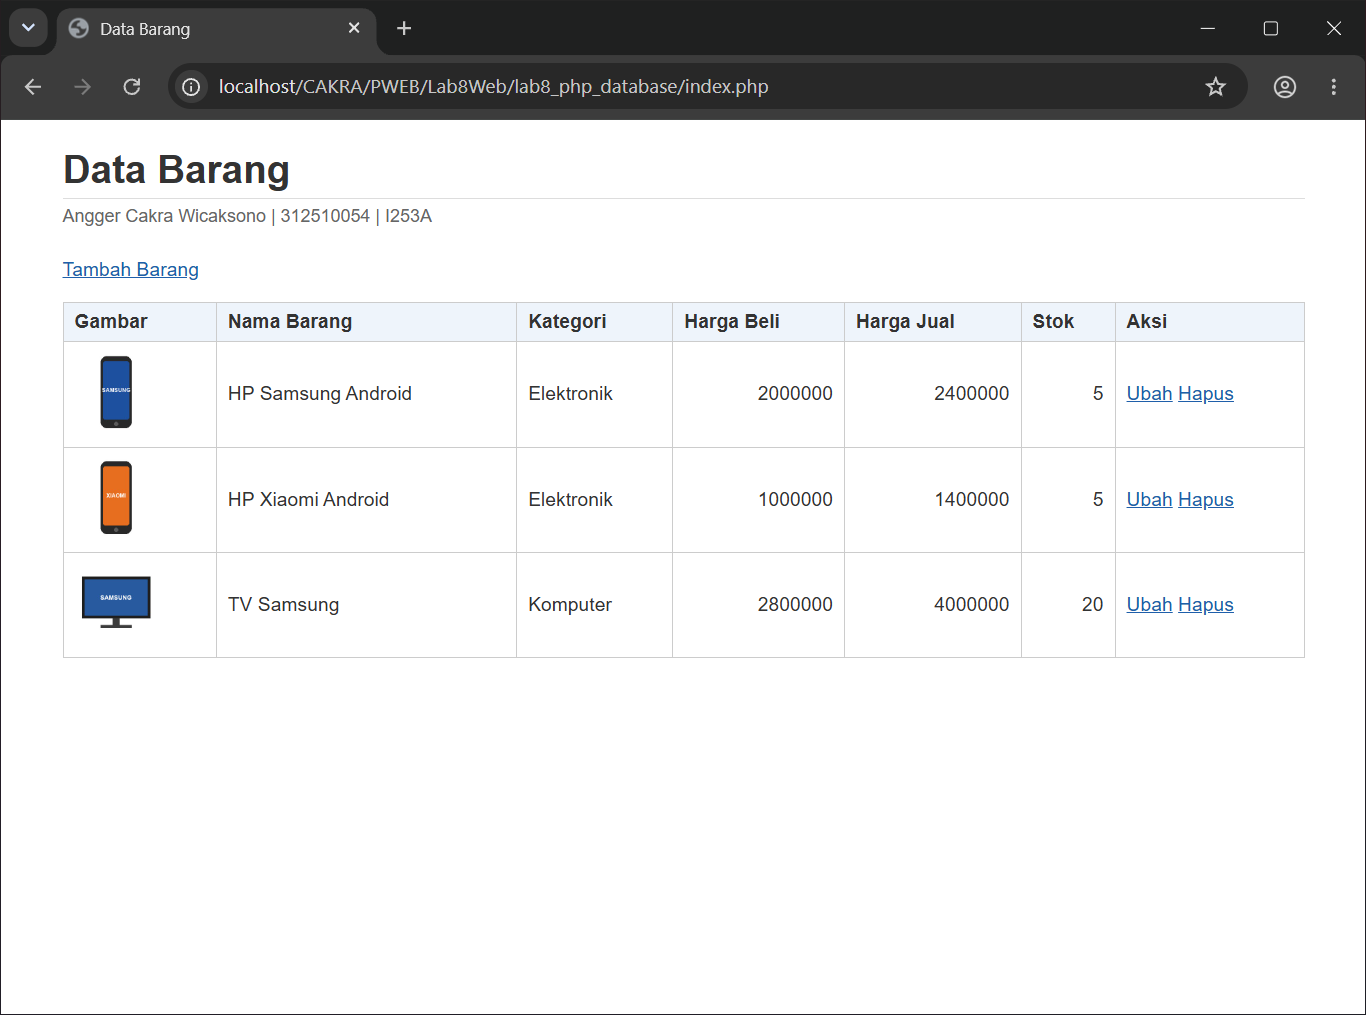 Data Barang
localhost/CAKRA/PWEB/Lab8Web/lab8_php_database/index.php
Data Barang
Angger Cakra Wicaksono | 312510054 | I253A
Tambah Barang
Gambar Nama Barang Kategori Harga Beli Harga Jual Stok Aksi
SAMSUNG HP Samsung Android Elektronik 2000000 2400000 5 Ubah Hapus
XIAOMI HP Xiaomi Android Elektronik 1000000 1400000 5 Ubah Hapus
SAMSUNG TV Samsung Komputer 2800000 4000000 20 Ubah Hapus